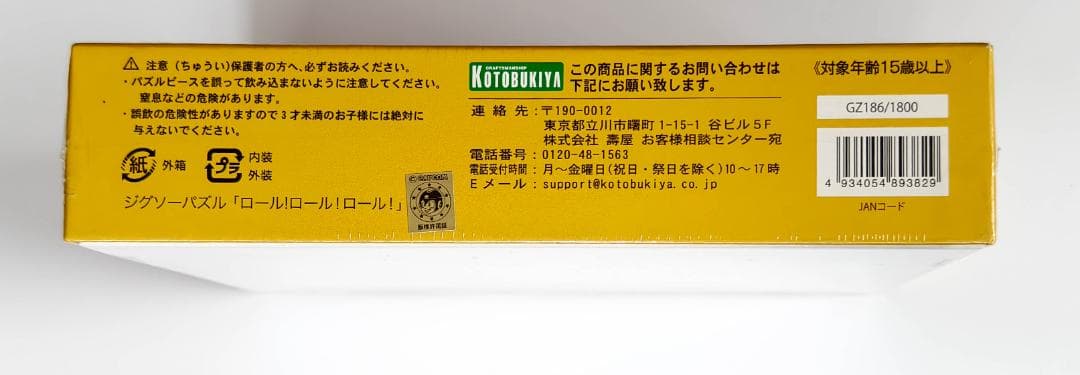 ⚠ 注意(ちゅうい)保護者の方へ、必ずお読みください。
・パズルピースを誤って飲み込まないように注意してください。
窒息などの危険があります。
・誤飲の危険性がありますので3才未満のお子様には絶対に
与えないでください。
紙 外箱
プラ 内装
外装
ジグソーパズル「ロール!ロール!ロール!」
CRAFTSMANSHIP
KOTOBUKIYA
この商品に関するお問い合わせは
下記にお願い致します。
連 絡 先:〒190-0012
東京都立川市曙町1-15-1 谷ビル5F
株式会社 壽屋 お客様相談センター宛
電話番号:0120-48-1563
電話受付時間:月〜金曜日(祝日・祭日を除く)10〜17時
Eメール:support@kotobukiya.co.jp
© CAPCOM
版権許諾証
《対象年齢15歳以上》
GZ186/1800
4 934054 893829
JANコード